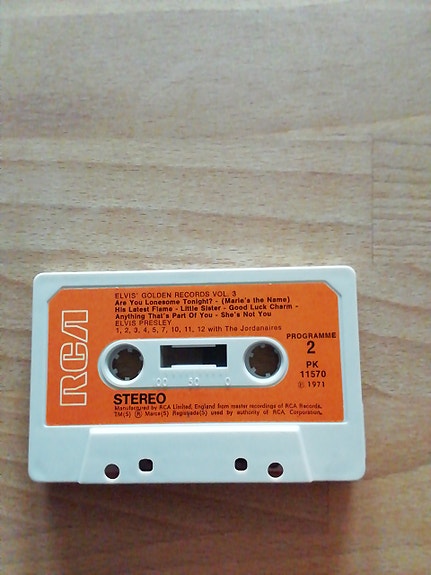 ELVIS' GOLDEN RECORDS VOL. 3
Are You Lonesome Tonight? - (Marie's the Name)
His Latest Flame - Little Sister - Good Luck Charm -
Anything That's Part Of You - She's Not You
ELVIS PRESLEY
1, 2, 3, 4, 5, 7, 10, 11, 12 with The Jordanaires
PROGRAMME
2
PK
11570
℗ 1971
RCA
100 50 0
STEREO
Manufactured by RCA Limited, England from master recordings of RCA Records.
TM(S) ® Marca(S) Registrada(S) used by authority of RCA Corporation.